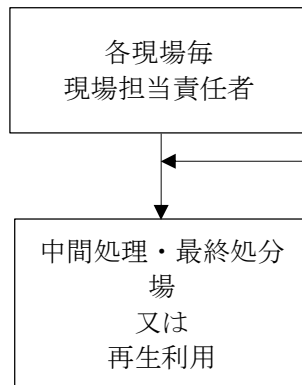 各現場毎
現場担当責任者
中間処理・最終処分
場
又は
再生利用